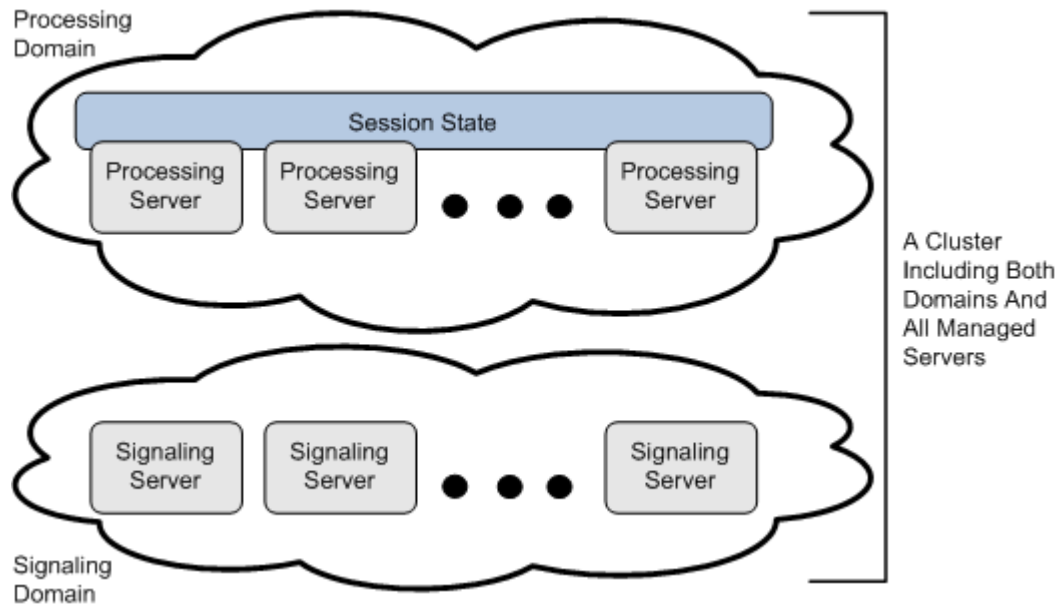 Processing
Domain
Session State
Processing
Server
Processing
Server
Processing
Server
A Cluster
Including Both
Domains And
All Managed
Servers
Signaling
Server
Signaling
Server
Signaling
Server
Signaling
Domain